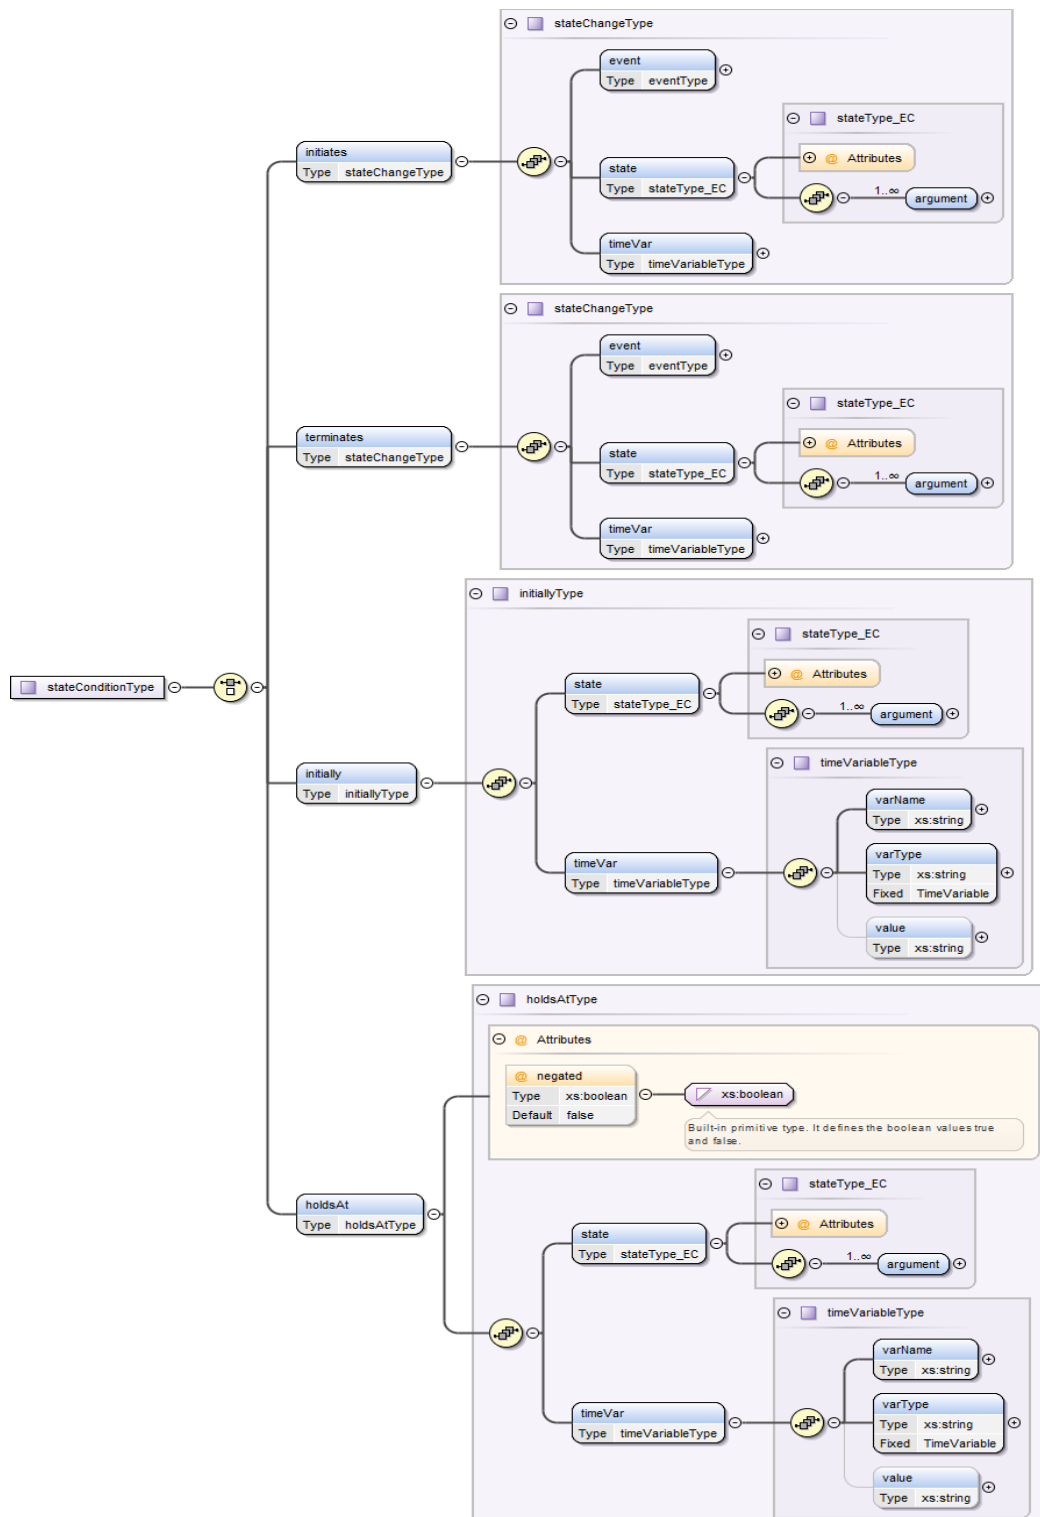 stateChangeType
event
Type eventType
stateType_EC
@ Attributes
initiates
Type stateChangeType
state
Type stateType_EC
1..∞
argument
timeVar
Type timeVariableType
stateChangeType
event
Type eventType
stateType_EC
@ Attributes
terminates
Type stateChangeType
state
Type stateType_EC
1..∞
argument
timeVar
Type timeVariableType
initiallyType
stateType_EC
@ Attributes
stateConditionType
state
Type stateType_EC
1..∞
argument
timeVariableType
initially
Type initiallyType
varName
Type xs:string
timeVar
Type timeVariableType
varType
Type xs:string
Fixed TimeVariable
value
Type xs:string
holdsAtType
@ Attributes
@ negated
Type xs:boolean
Default false
xs:boolean
Built-in primitive type. It defines the boolean values true
and false.
stateType_EC
@ Attributes
holdsAt
Type holdsAtType
state
Type stateType_EC
1..∞
argument
timeVariableType
varName
Type xs:string
timeVar
Type timeVariableType
varType
Type xs:string
Fixed TimeVariable
value
Type xs:string